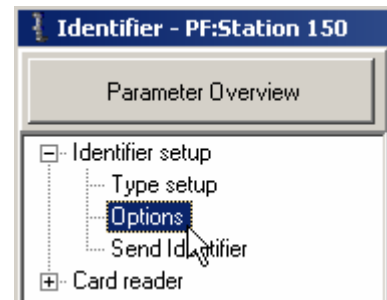 Identifier - PF:Station 150
Parameter Overview
Identifier setup
Type setup
Options
Send Identifier
Card reader